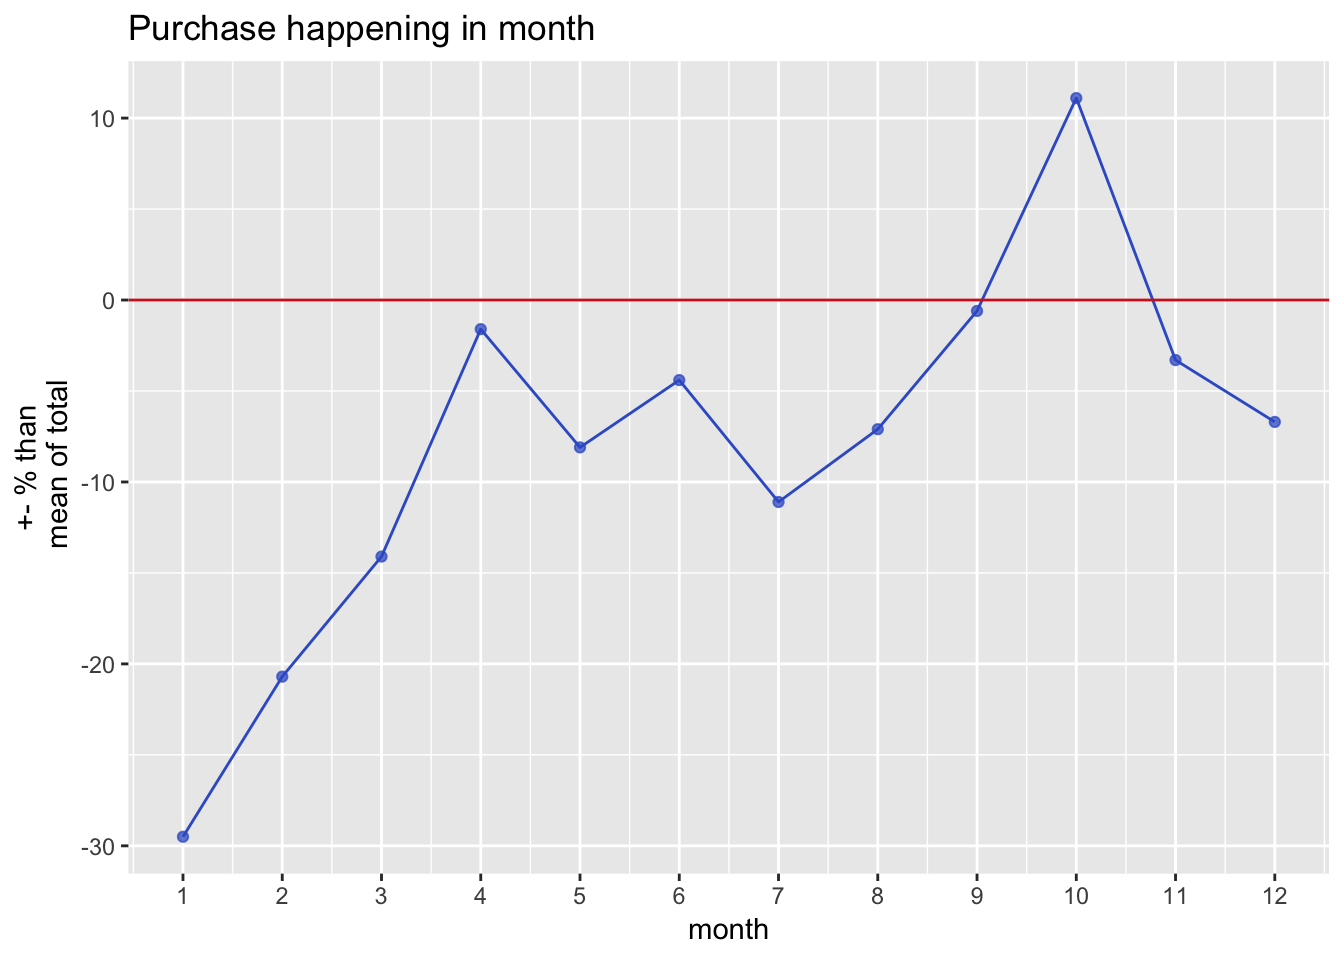 Purchase happening in month
10
0
-10
-20
-30
+- % than
mean of total
1 2 3 4 5 6 7 8 9 10 11 12
month